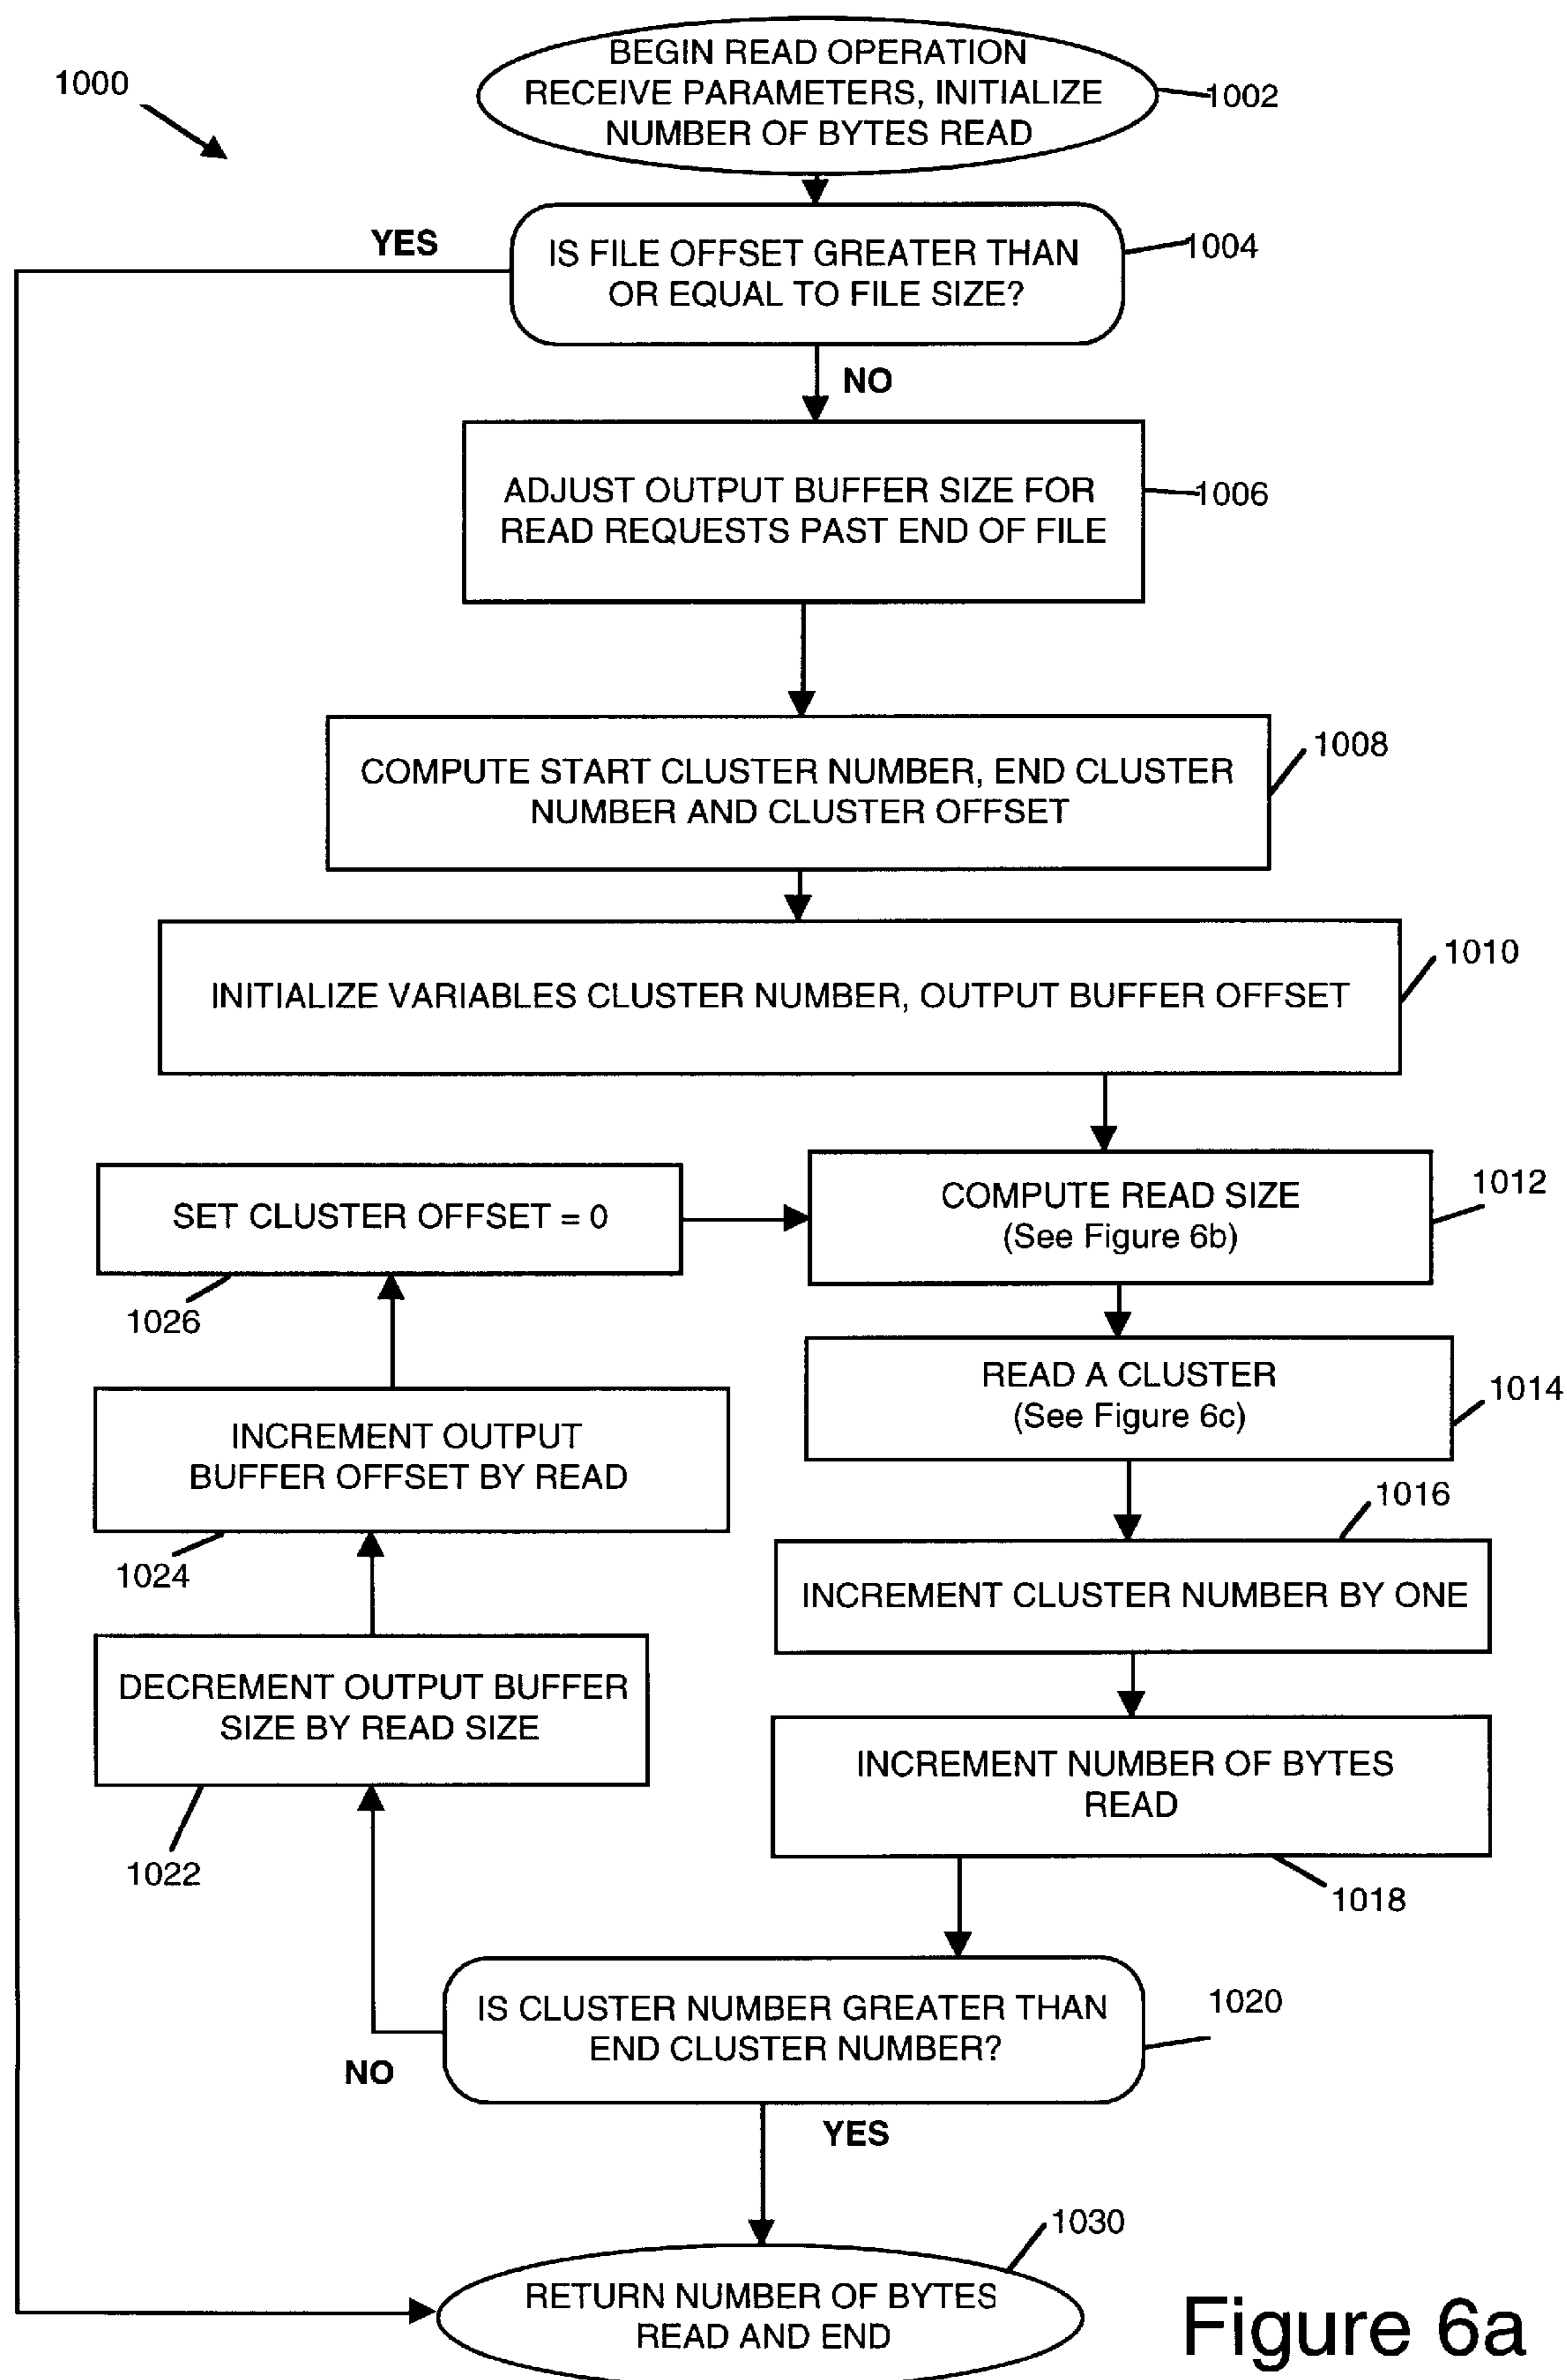 1000
BEGIN READ OPERATION
RECEIVE PARAMETERS, INITIALIZE
NUMBER OF BYTES READ
1002
YES
IS FILE OFFSET GREATER THAN
OR EQUAL TO FILE SIZE?
1004
NO
ADJUST OUTPUT BUFFER SIZE FOR
READ REQUESTS PAST END OF FILE
1006
COMPUTE START CLUSTER NUMBER, END CLUSTER
NUMBER AND CLUSTER OFFSET
1008
INITIALIZE VARIABLES CLUSTER NUMBER, OUTPUT BUFFER OFFSET
1010
SET CLUSTER OFFSET = 0
1026
COMPUTE READ SIZE
(See Figure 6b)
1012
READ A CLUSTER
(See Figure 6c)
1014
INCREMENT OUTPUT
BUFFER OFFSET BY READ
1024
1016
INCREMENT CLUSTER NUMBER BY ONE
DECREMENT OUTPUT BUFFER
SIZE BY READ SIZE
1022
INCREMENT NUMBER OF BYTES
READ
1018
IS CLUSTER NUMBER GREATER THAN
END CLUSTER NUMBER?
1020
NO
YES
1030
RETURN NUMBER OF BYTES
READ AND END
Figure 6a